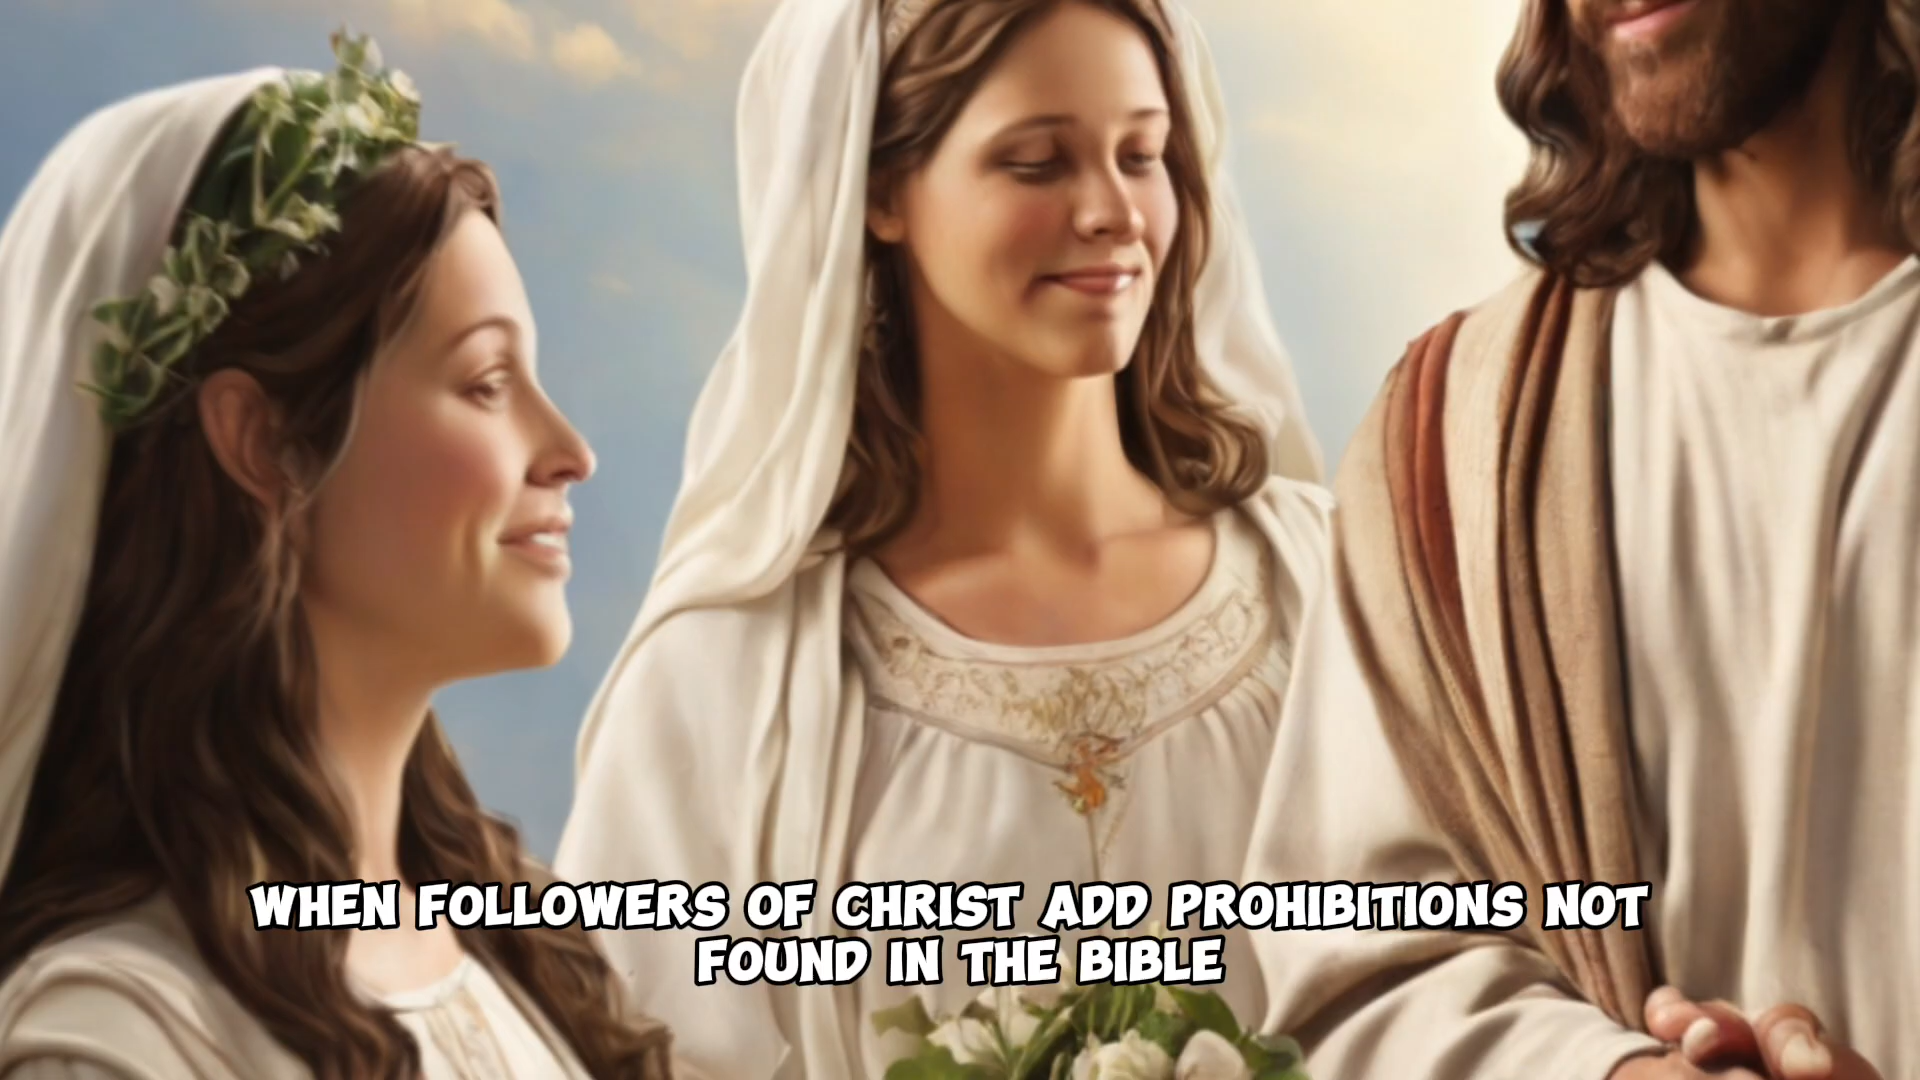 WHEN FOLLOWERS OF CHRIST ADD PROHIBITIONS NOT
FOUND IN THE BIBLE